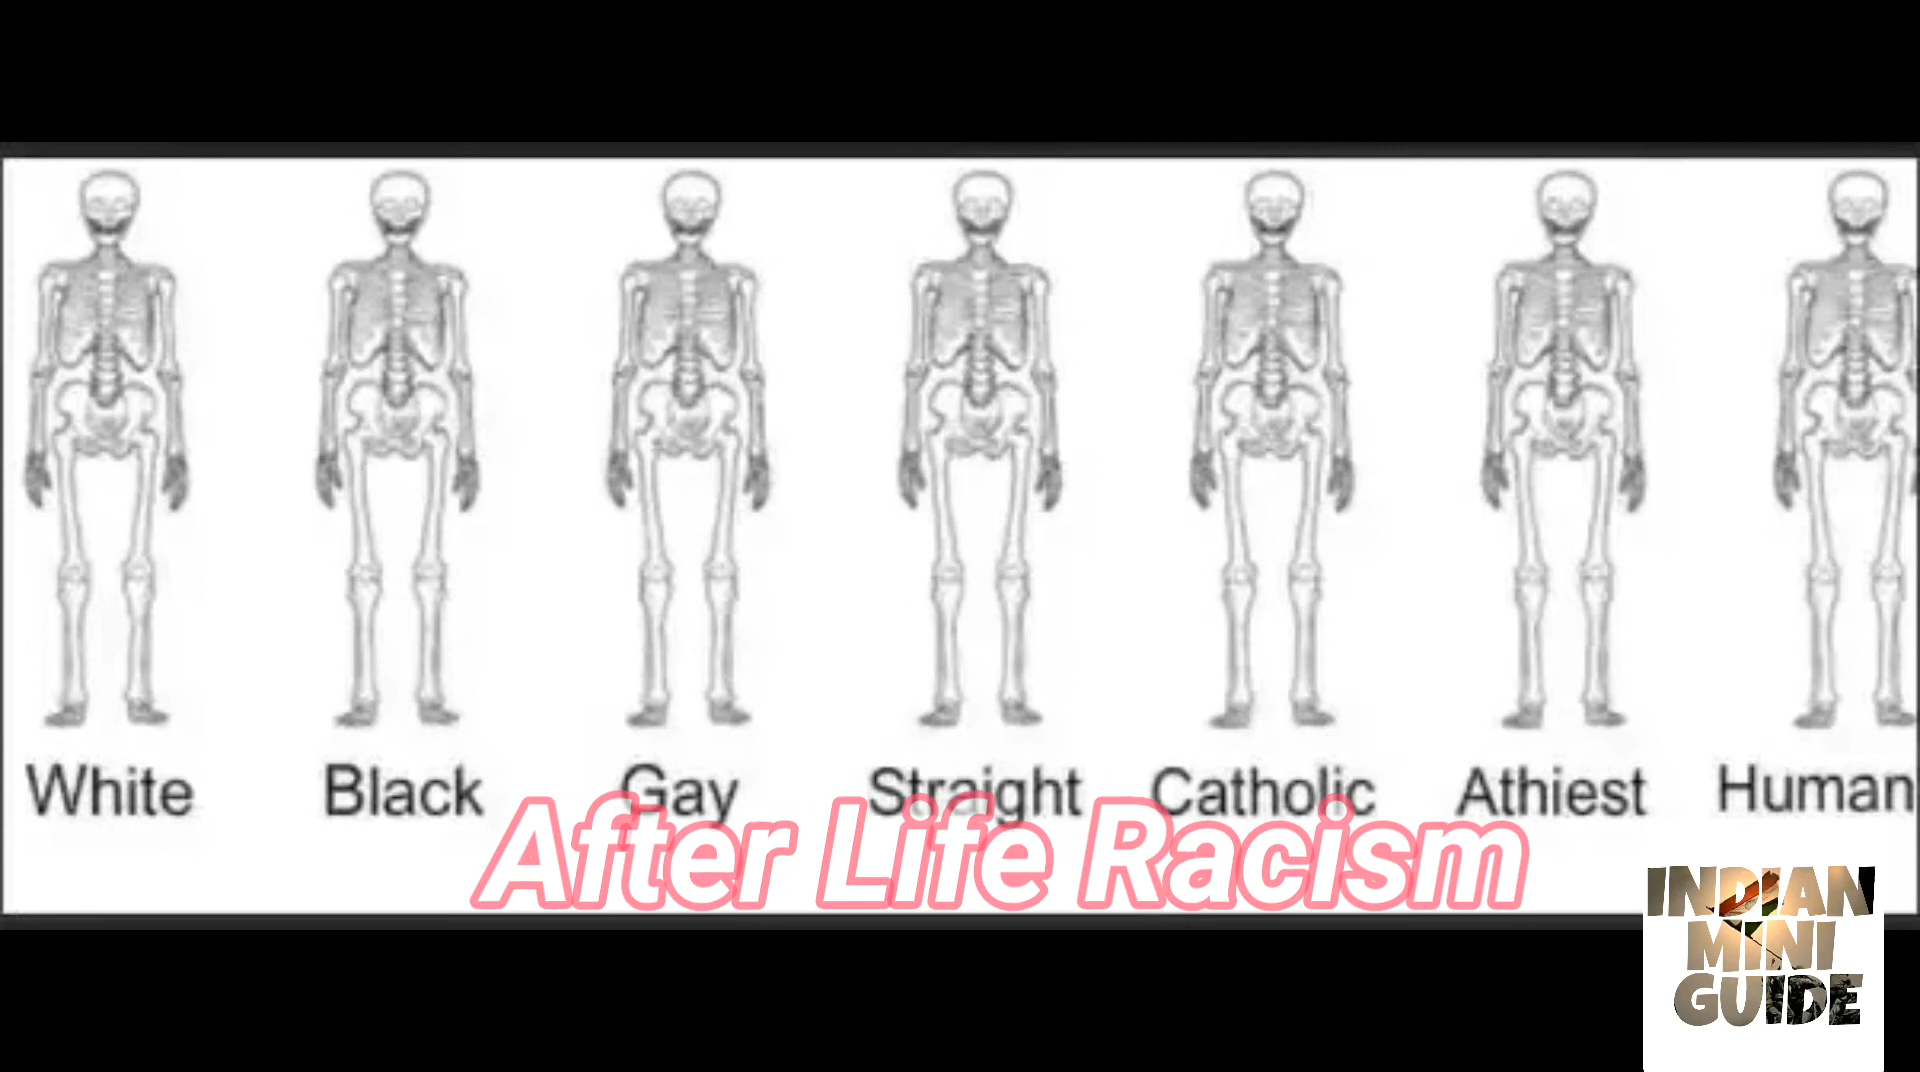 White Black Gay Straight Catholic Athiest Human
After Life Racism
INDIAN
MINI
GUIDE